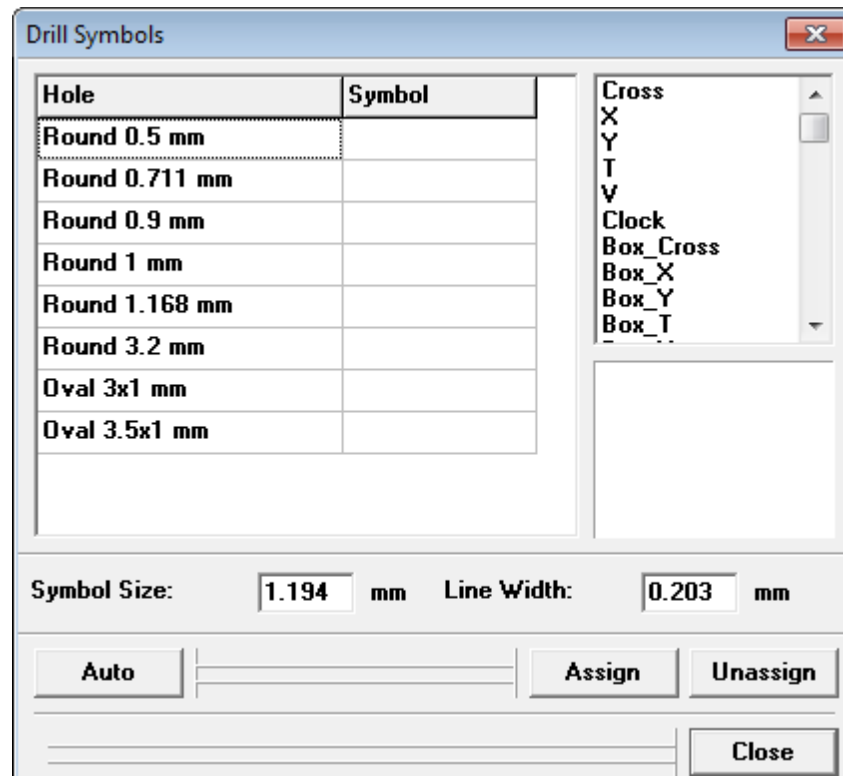 Drill Symbols
Hole Symbol
Round 0.5 mm
Round 0.711 mm
Round 0.9 mm
Round 1 mm
Round 1.168 mm
Round 3.2 mm
Oval 3x1 mm
Oval 3.5x1 mm
Cross
X
Y
T
V
Clock
Box_Cross
Box_X
Box_Y
Box_T
Symbol Size: 1.194 mm Line Width: 0.203 mm
Auto Assign Unassign
Close